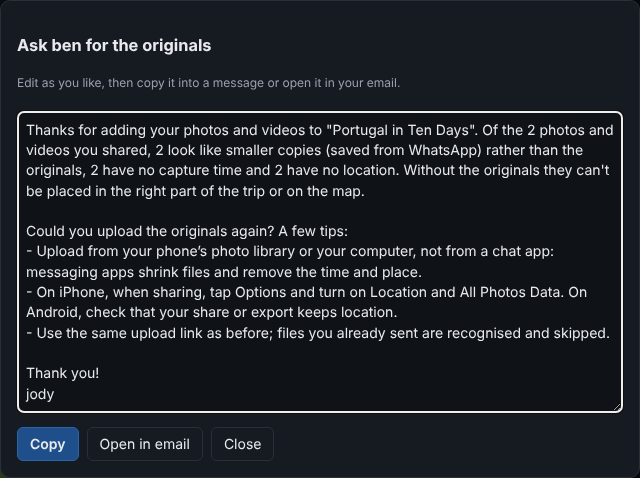 Ask ben for the originals
Edit as you like, then copy it into a message or open it in your email.
Thanks for adding your photos and videos to "Portugal in Ten Days". Of the 2 photos and
videos you shared, 2 look like smaller copies (saved from WhatsApp) rather than the
originals, 2 have no capture time and 2 have no location. Without the originals they can't
be placed in the right part of the trip or on the map.
Could you upload the originals again? A few tips:
- Upload from your phone’s photo library or your computer, not from a chat app:
messaging apps shrink files and remove the time and place.
- On iPhone, when sharing, tap Options and turn on Location and All Photos Data. On
Android, check that your share or export keeps location.
- Use the same upload link as before; files you already sent are recognised and skipped.
Thank you!
jody
Copy Open in email Close